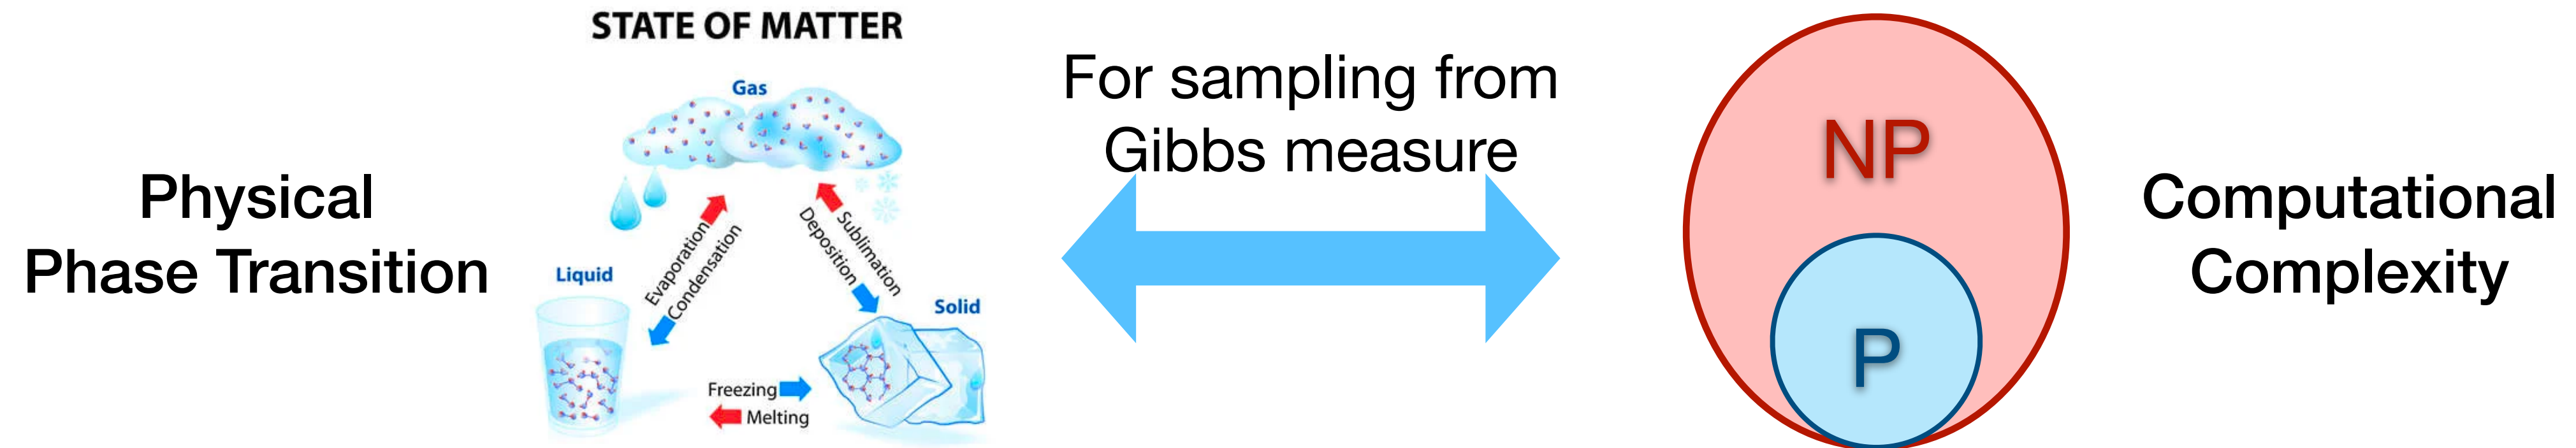 Physical
Phase Transition
STATE OF MATTER
Gas
Evaporation
Condensation
Deposition
Sublimation
Liquid
Solid
Freezing
Melting
For sampling from
Gibbs measure
NP
P
Computational
Complexity